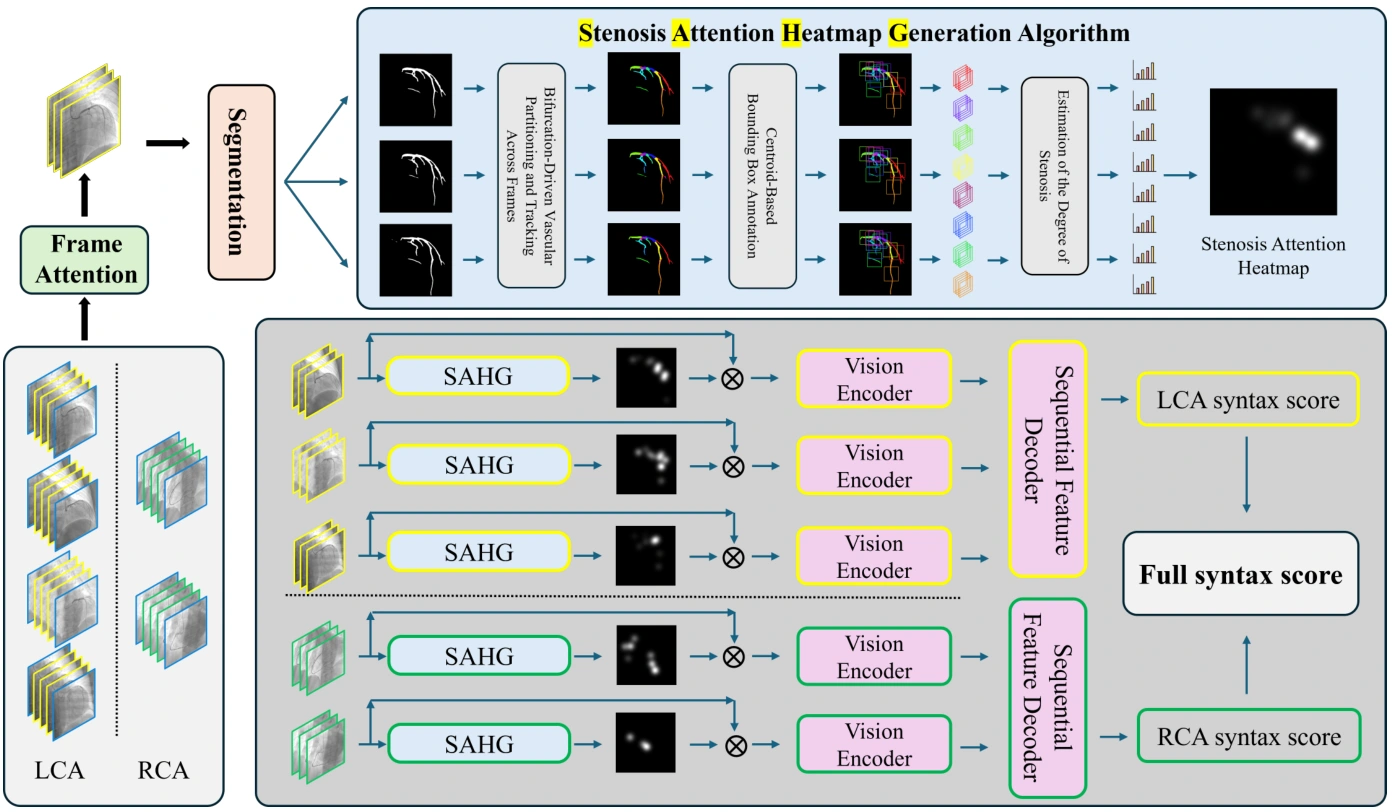 Stenosis Attention Heatmap Generation Algorithm
Segmentation
Bifurcation-Driven Vascular
Partitioning and Tracking
Across Frames
Centroid-Based
Bounding Box Annotation
Estimation of the Degree of
Stenosis
Stenosis Attention
Heatmap
Frame
Attention
LCA
RCA
SAHG
Vision
Encoder
SAHG
Vision
Encoder
SAHG
Vision
Encoder
Sequential Feature
Decoder
LCA syntax score
Full syntax score
SAHG
Vision
Encoder
SAHG
Vision
Encoder
Sequential
Feature Decoder
RCA syntax score